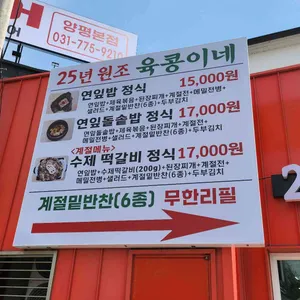 양평본점
031-775-9210
어
25년 원조 육콩이네
연잎밥 정식 15,000원
연잎밥+제육볶음+된장찌개+계절전+
메밀전병+
샐러드+계절밑반찬(6종)+두부김치
연잎돌솥밥 정식 17,000원
연잎돌솥밥+제육볶음+된장찌개+계절전+메밀전병+
샐러드+계절밑반찬(6종)+두부김치
<계절메뉴>
수제 떡갈비 정식 17,000원
연잎밥+수제떡갈비(200g)+된장찌개+계절전+
메밀전병+샐러드+계절밑반찬(6종)+두부김치
계절밑반찬(6종) 무한리필
2